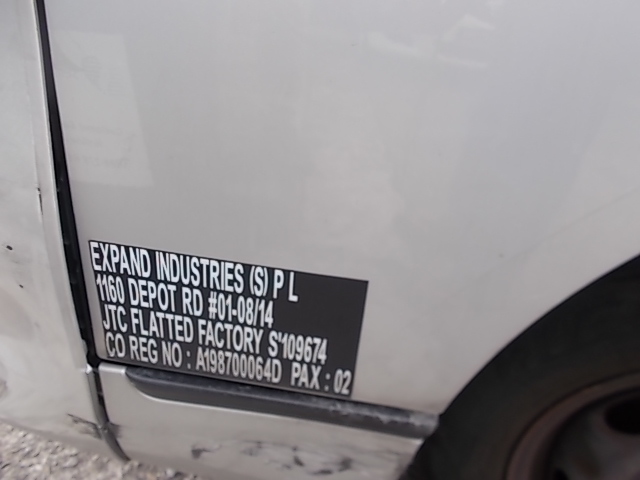 EXPAND INDUSTRIES (S) P L
1160 DEPOT RD #01-08/14
JTC FLATTED FACTORY S'109674
CO REG NO : A198700064D PAX : 02